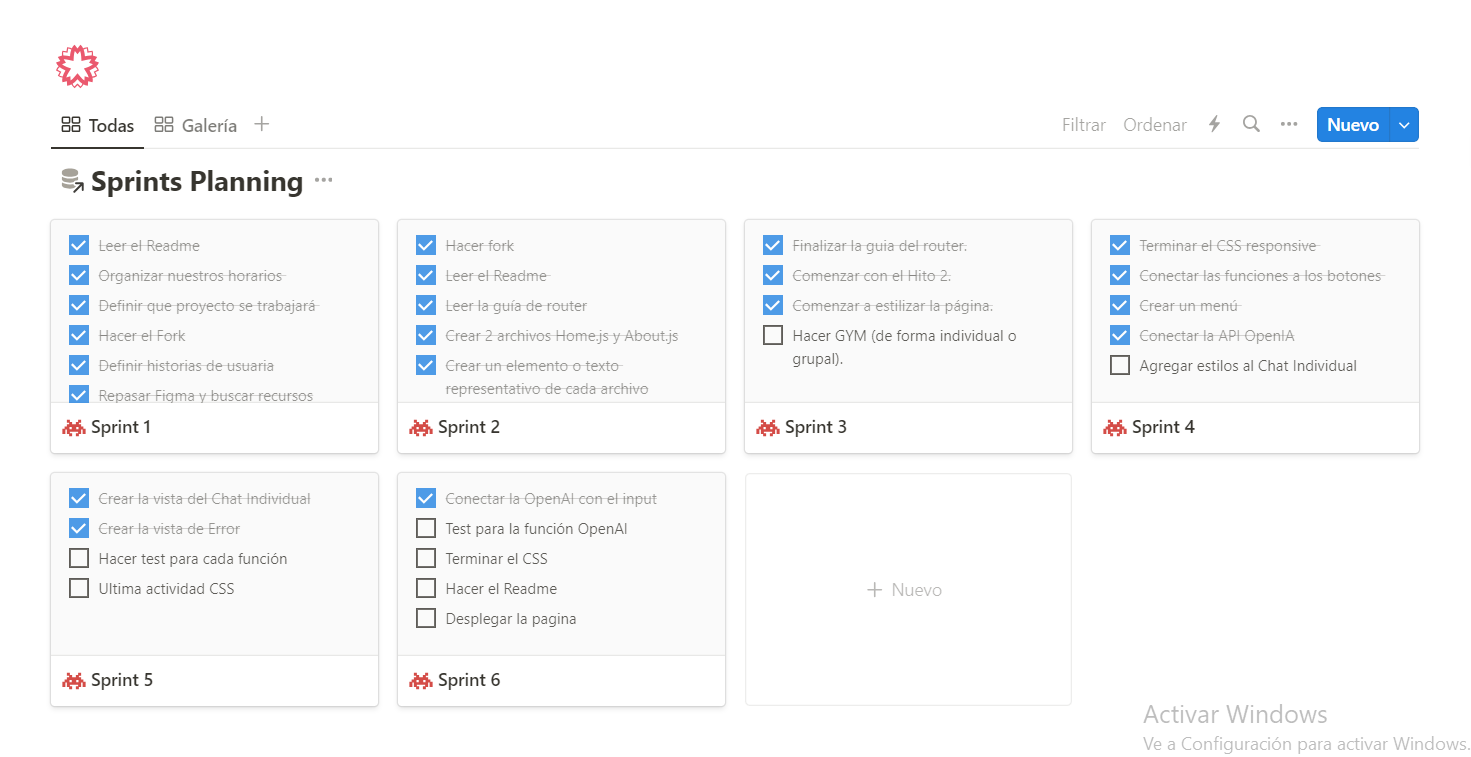 Todas
Galería
Filtrar
Ordenar
Nuevo
Sprints Planning
Leer el Readme
Organizar nuestros horarios
Definir que proyecto se trabajará
Hacer el Fork
Definir historias de usuaria
Repasar Figma y buscar recursos
Sprint 1
Hacer fork
Leer el Readme
Leer la guía de router
Crear 2 archivos Home.js y About.js
Crear un elemento o texto
representativo de cada archivo
Sprint 2
Finalizar la guia del router.
Comenzar con el Hito 2.
Comenzar a estilizar la página.
Hacer GYM (de forma individual o
grupal).
Sprint 3
Terminar el CSS responsive
Conectar las funciones a los botones
Crear un menú
Conectar la API OpenIA
Agregar estilos al Chat Individual
Sprint 4
Crear la vista del Chat Individual
Crear la vista de Error
Hacer test para cada función
Ultima actividad CSS
Sprint 5
Conectar la OpenAI con el input
Test para la función OpenAI
Terminar el CSS
Hacer el Readme
Desplegar la pagina
Sprint 6
Nuevo
Activar Windows
Ve a Configuración para activar Windows.